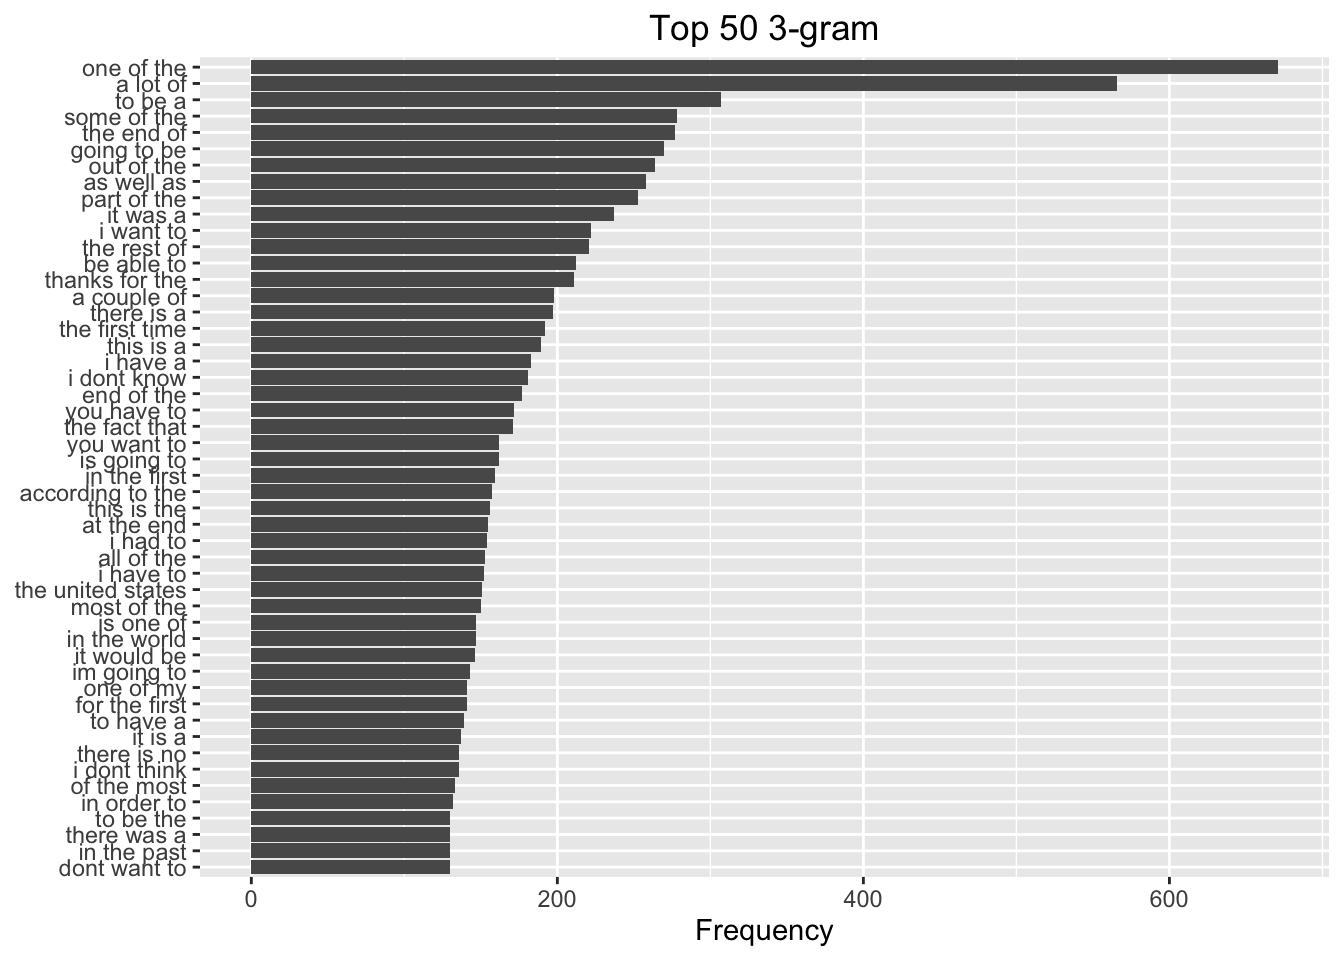 Top 50 3-gram
one of the
a lot of
to be a
some of the
the end of
going to be
out of the
as well as
part of the
it was a
i want to
the rest of
be able to
thanks for the
a couple of
there is a
the first time
this is a
i have a
i dont know
end of the
you have to
the fact that
you want to
is going to
in the first
according to the
this is the
at the end
i had to
all of the
i have to
the united states
most of the
is one of
in the world
it would be
im going to
one of my
for the first
to have a
it is a
there is no
i dont think
of the most
in order to
to be the
there was a
in the past
dont want to
0 200 400 600
Frequency